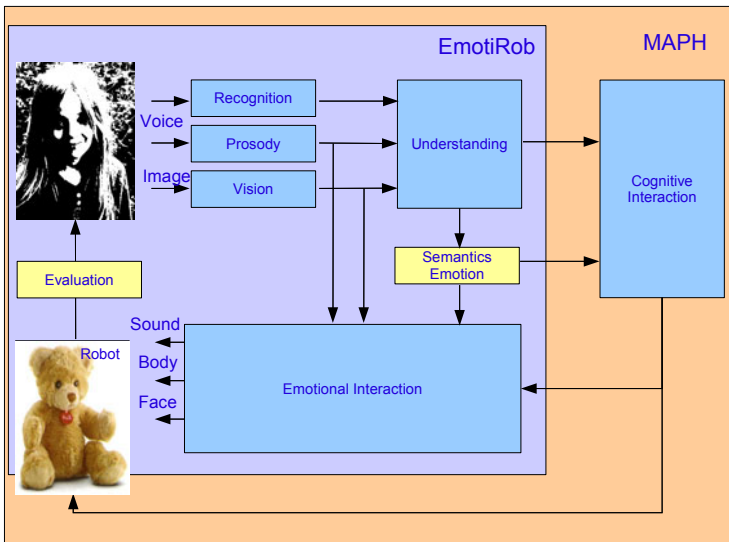 EmotiRob
MAPH
Recognition
Voice
Prosody
Understanding
Image
Vision
Cognitive
Interaction
Semantics
Emotion
Evaluation
Sound
Robot
Body
Emotional Interaction
Face